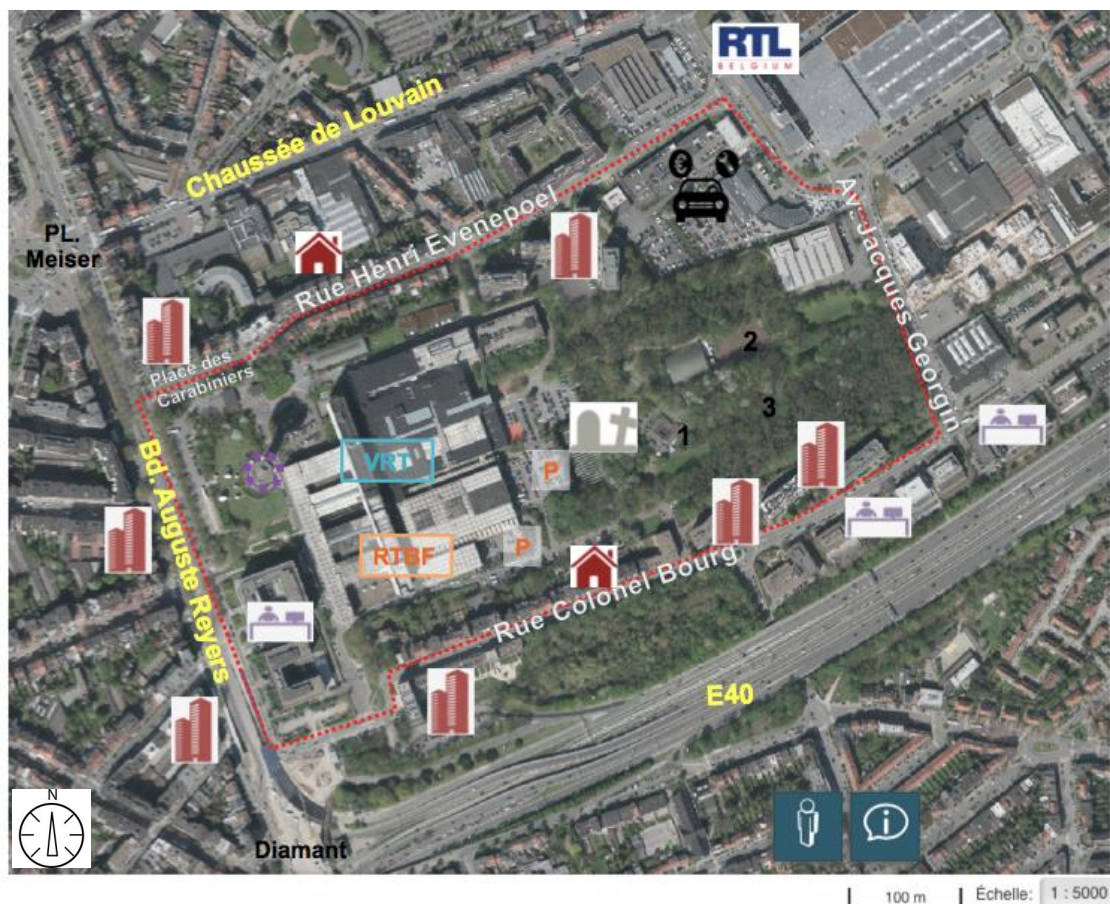 RTL
BELGIUM
Chaussée de Louvain
PL.
Meiser
Rue Henri Evenepoel
Av. Jacques Georgin
Place des
Carabiniers
2
3
1
VRT
P
Bd. Auguste Reyers
RTBF
P
Rue Colonel Bourg
E40
N
Diamant
100 m
Échelle:
1 : 5000